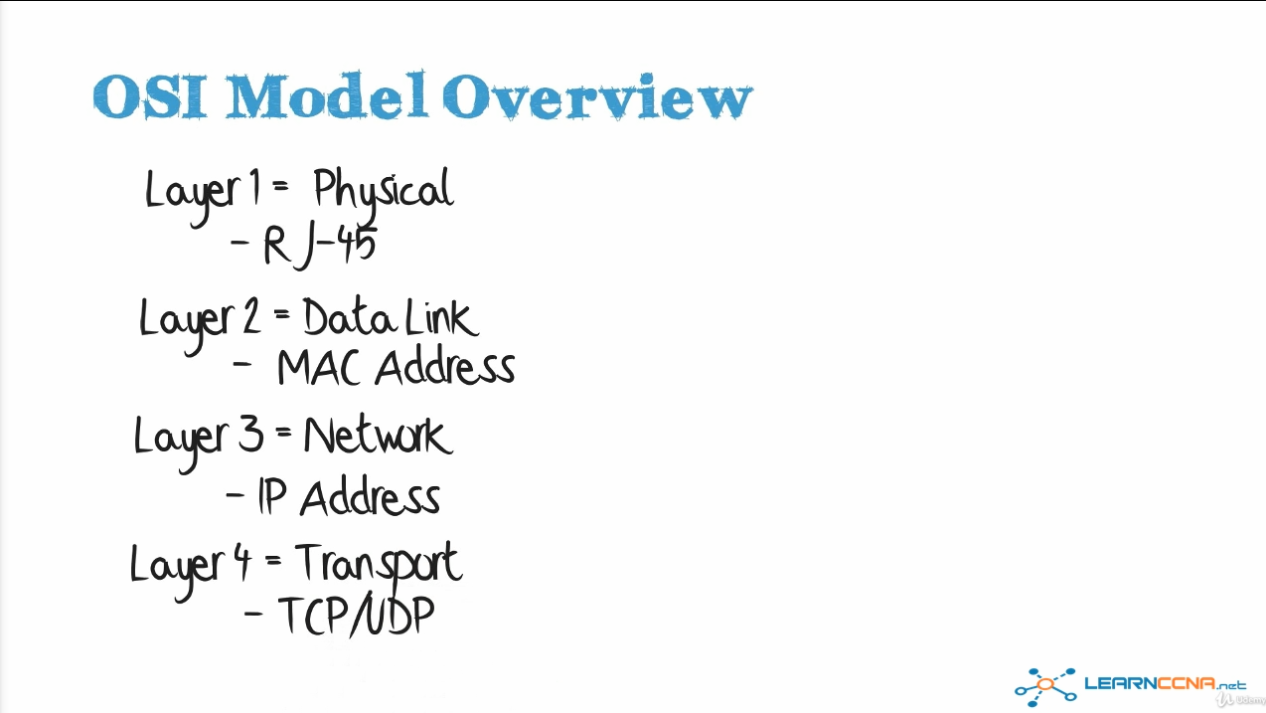 OSI Model Overview
Layer 1 = Physical
- RJ-45
Layer 2 = Data Link
- MAC Address
Layer 3 = Network
- IP Address
Layer 4 = Transport
- TCP/UDP
LEARNCCNA.net
Udemy